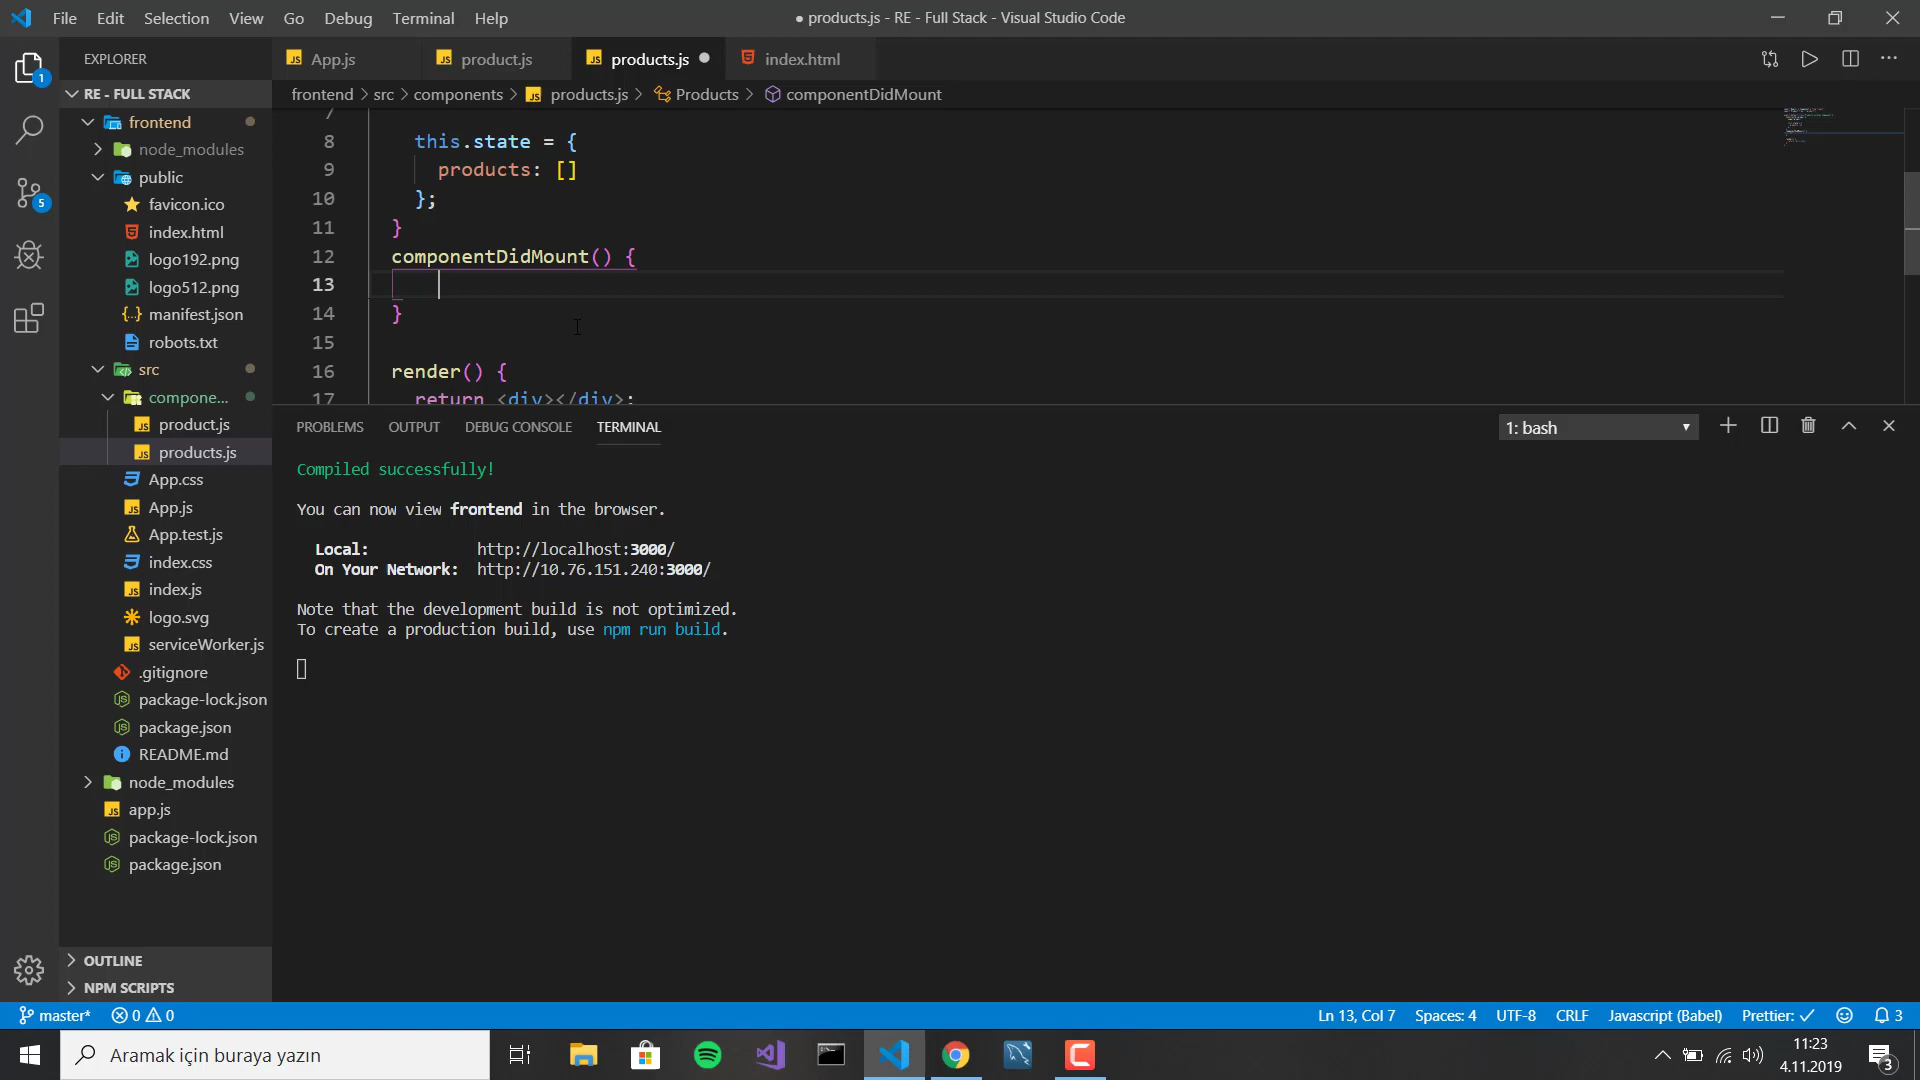 File Edit Selection View Go Debug Terminal Help
● products.js - RE - Full Stack - Visual Studio Code
EXPLORER
App.js
product.js
products.js
index.html
1
RE - FULL STACK
frontend > src > components > products.js > Products > componentDidMount
frontend
node_modules
public
favicon.ico
index.html
logo192.png
logo512.png
manifest.json
robots.txt
src
compone...
product.js
products.js
App.css
App.js
App.test.js
index.css
index.js
logo.svg
serviceWorker.js
.gitignore
package-lock.json
package.json
README.md
node_modules
app.js
package-lock.json
package.json
OUTLINE
NPM SCRIPTS
5
7
8 this.state = {
9 products: []
10 };
11 }
12 componentDidMount() {
13
14 }
15
16 render() {
17 return <div></div>;
PROBLEMS OUTPUT DEBUG CONSOLE TERMINAL
1: bash
Compiled successfully!
You can now view frontend in the browser.
Local: http://localhost:3000/
On Your Network: http://10.76.151.240:3000/
Note that the development build is not optimized.
To create a production build, use npm run build.
master* 0 0
Ln 13, Col 7 Spaces: 4 UTF-8 CRLF Javascript (Babel) Prettier: ✓ 3
Aramak için buraya yazın
11:23
4.11.2019
3